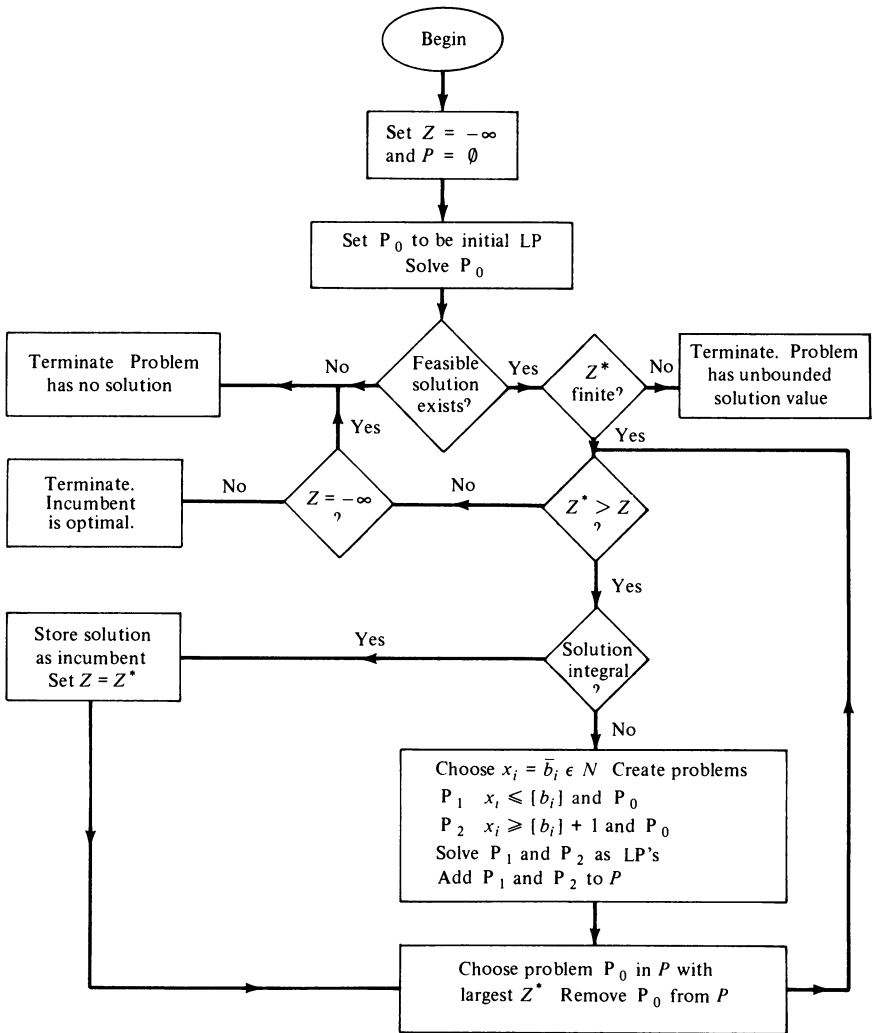 Begin
Set Z = −∞
and P = ∅
Set P₀ to be initial LP
Solve P₀
Feasible
solution
exists?
No
Yes
Terminate Problem
has no solution
Z*
finite?
No
Yes
Terminate. Problem
has unbounded
solution value
Yes
Z = −∞
?
No
No
Terminate.
Incumbent
is optimal.
Z* > Z
?
Yes
Solution
integral
?
Yes
Store solution
as incumbent
Set Z = Z*
No
Choose xᵢ = b̄ᵢ ϵ N Create problems
P₁ xᵢ ⩽ [bᵢ] and P₀
P₂ xᵢ ⩾ [bᵢ] + 1 and P₀
Solve P₁ and P₂ as LP's
Add P₁ and P₂ to P
Choose problem P₀ in P with
largest Z* Remove P₀ from P